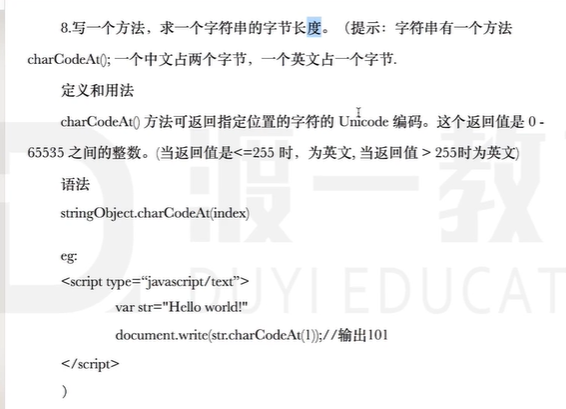 8.写一个方法，求一个字符串的字节长度。（提示：字符串有一个方法
charCodeAt(); 一个中文占两个字节，一个英文占一个字节.
定义和用法
charCodeAt() 方法可返回指定位置的字符的 Unicode 编码。这个返回值是 0 -
65535 之间的整数。(当返回值是<=255 时，为英文, 当返回值 > 255时为英文)
语法
stringObject.charCodeAt(index)
eg:
<script type=“javascript/text”>
var str="Hello world!"
document.write(str.charCodeAt(1));//输出101
</script>
）
渡一教
DUYI EDUCAT